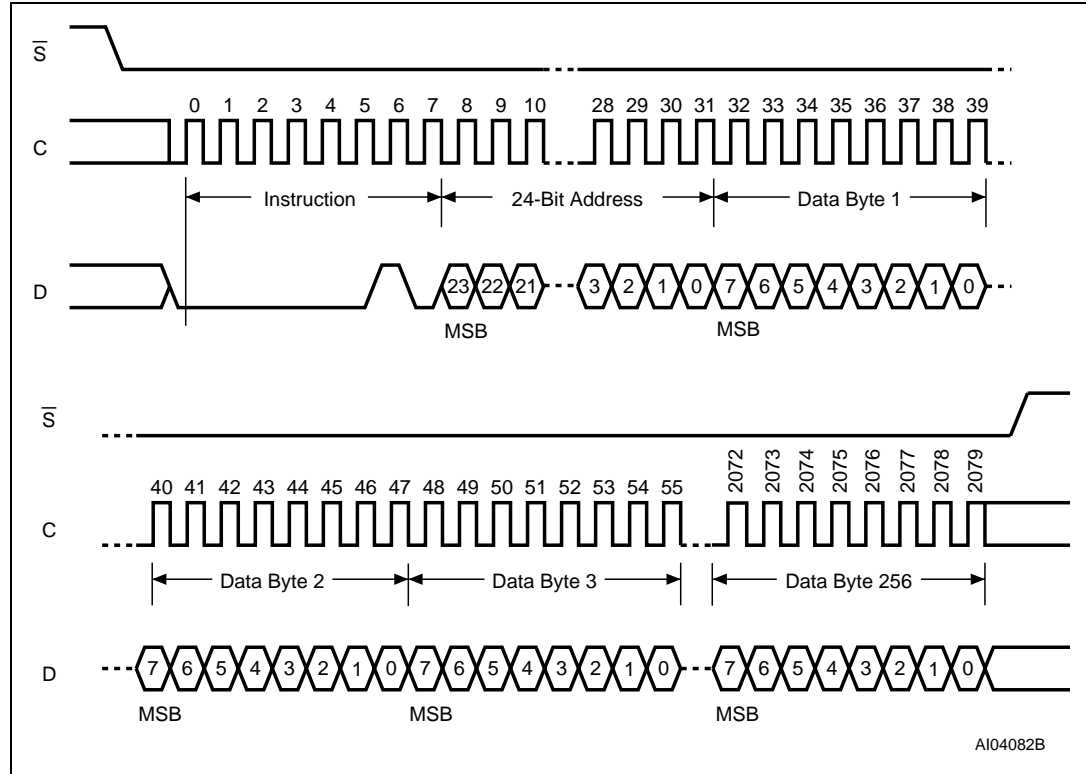 S̅
0 1 2 3 4 5 6 7 8 9 10 28 29 30 31 32 33 34 35 36 37 38 39
C
Instruction 24-Bit Address Data Byte 1
D
23 22 21 3 2 1 0 7 6 5 4 3 2 1 0
MSB MSB
S̅
40 41 42 43 44 45 46 47 48 49 50 51 52 53 54 55 2072 2073 2074 2075 2076 2077 2078 2079
C
Data Byte 2 Data Byte 3 Data Byte 256
D
7 6 5 4 3 2 1 0 7 6 5 4 3 2 1 0 7 6 5 4 3 2 1 0
MSB MSB MSB
AI04082B